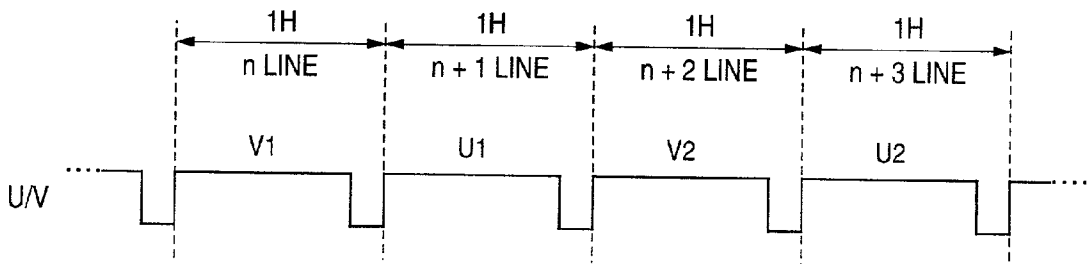 1H 1H 1H 1H
n LINE n + 1 LINE n + 2 LINE n + 3 LINE
V1 U1 V2 U2
U/V